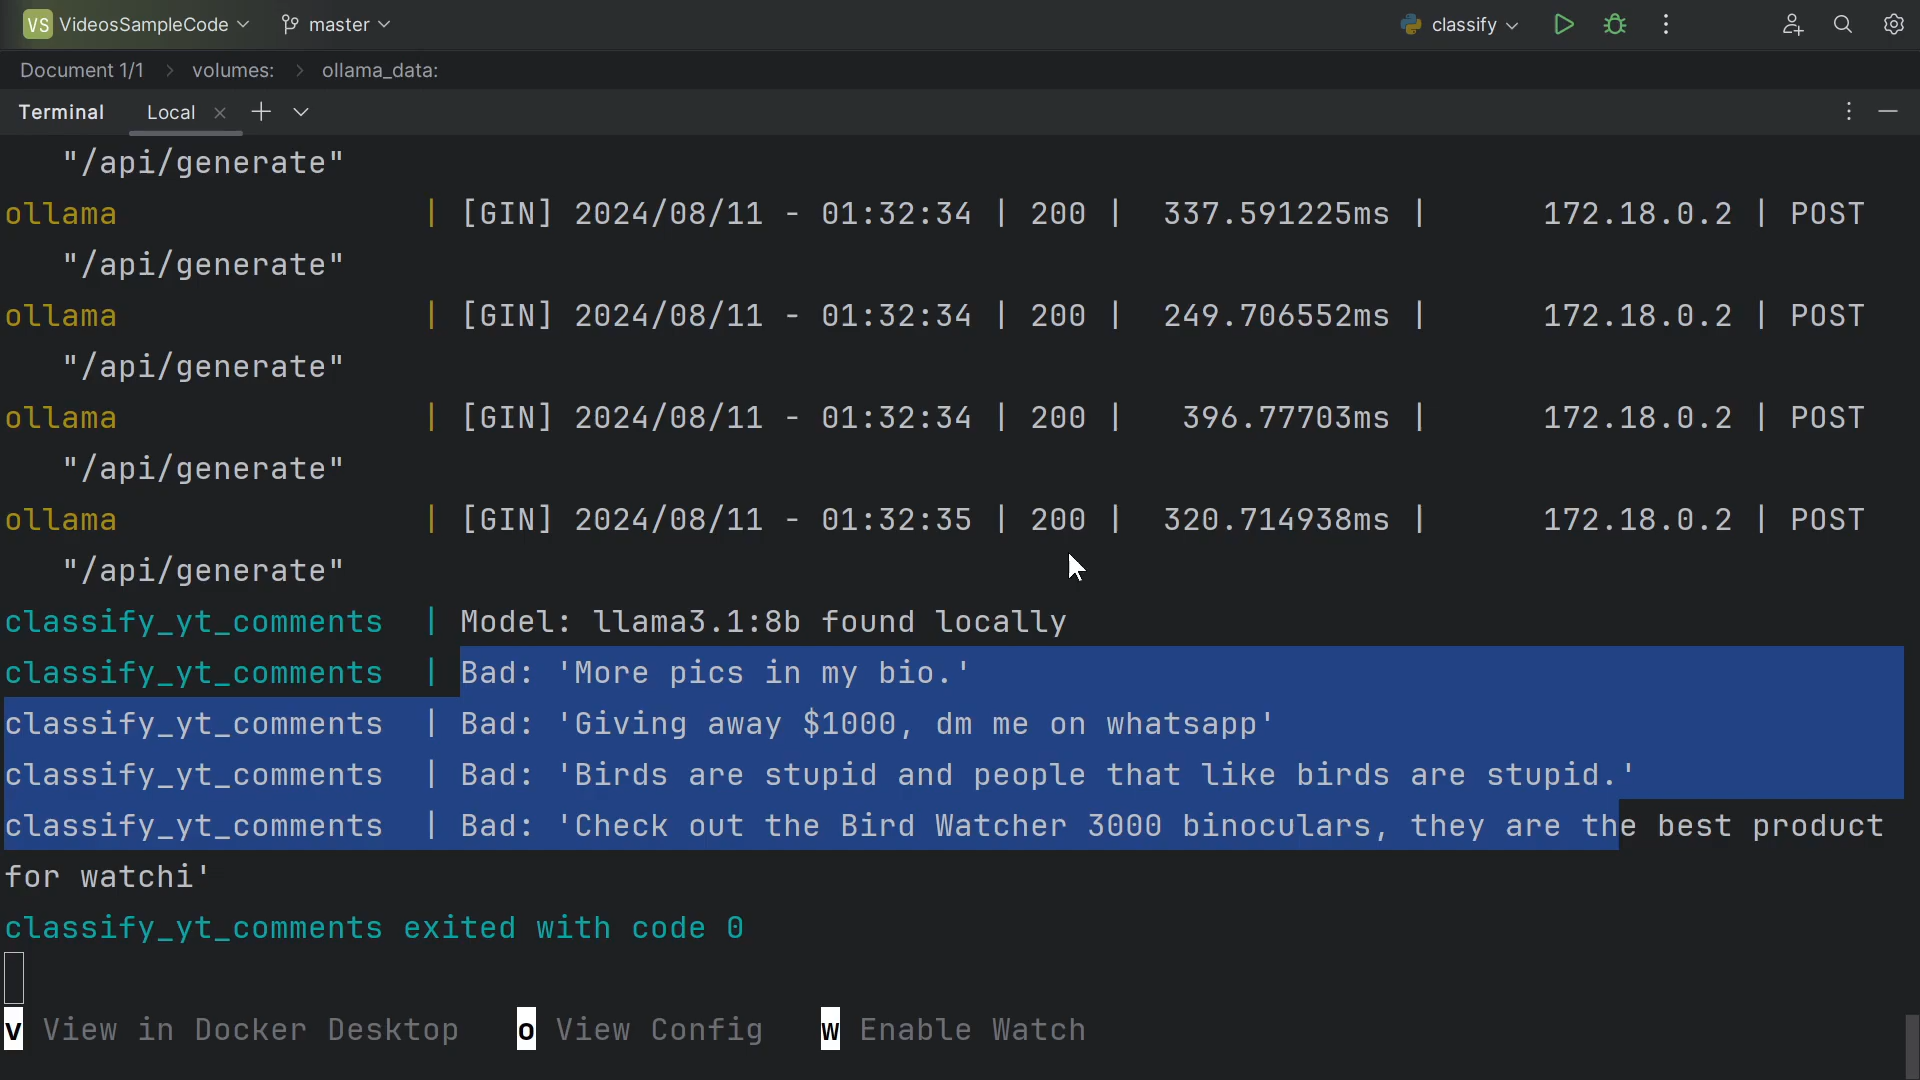 VS VideosSampleCode master classify
Document 1/1 > volumes: > ollama_data:
Terminal Local
"/api/generate"
ollama | [GIN] 2024/08/11 - 01:32:34 | 200 | 337.591225ms | 172.18.0.2 | POST
"/api/generate"
ollama | [GIN] 2024/08/11 - 01:32:34 | 200 | 249.706552ms | 172.18.0.2 | POST
"/api/generate"
ollama | [GIN] 2024/08/11 - 01:32:34 | 200 | 396.77703ms | 172.18.0.2 | POST
"/api/generate"
ollama | [GIN] 2024/08/11 - 01:32:35 | 200 | 320.714938ms | 172.18.0.2 | POST
"/api/generate"
classify_yt_comments | Model: llama3.1:8b found locally
classify_yt_comments | Bad: 'More pics in my bio.'
classify_yt_comments | Bad: 'Giving away $1000, dm me on whatsapp'
classify_yt_comments | Bad: 'Birds are stupid and people that like birds are stupid.'
classify_yt_comments | Bad: 'Check out the Bird Watcher 3000 binoculars, they are the best product
for watchi'
classify_yt_comments exited with code 0
v View in Docker Desktop o View Config w Enable Watch